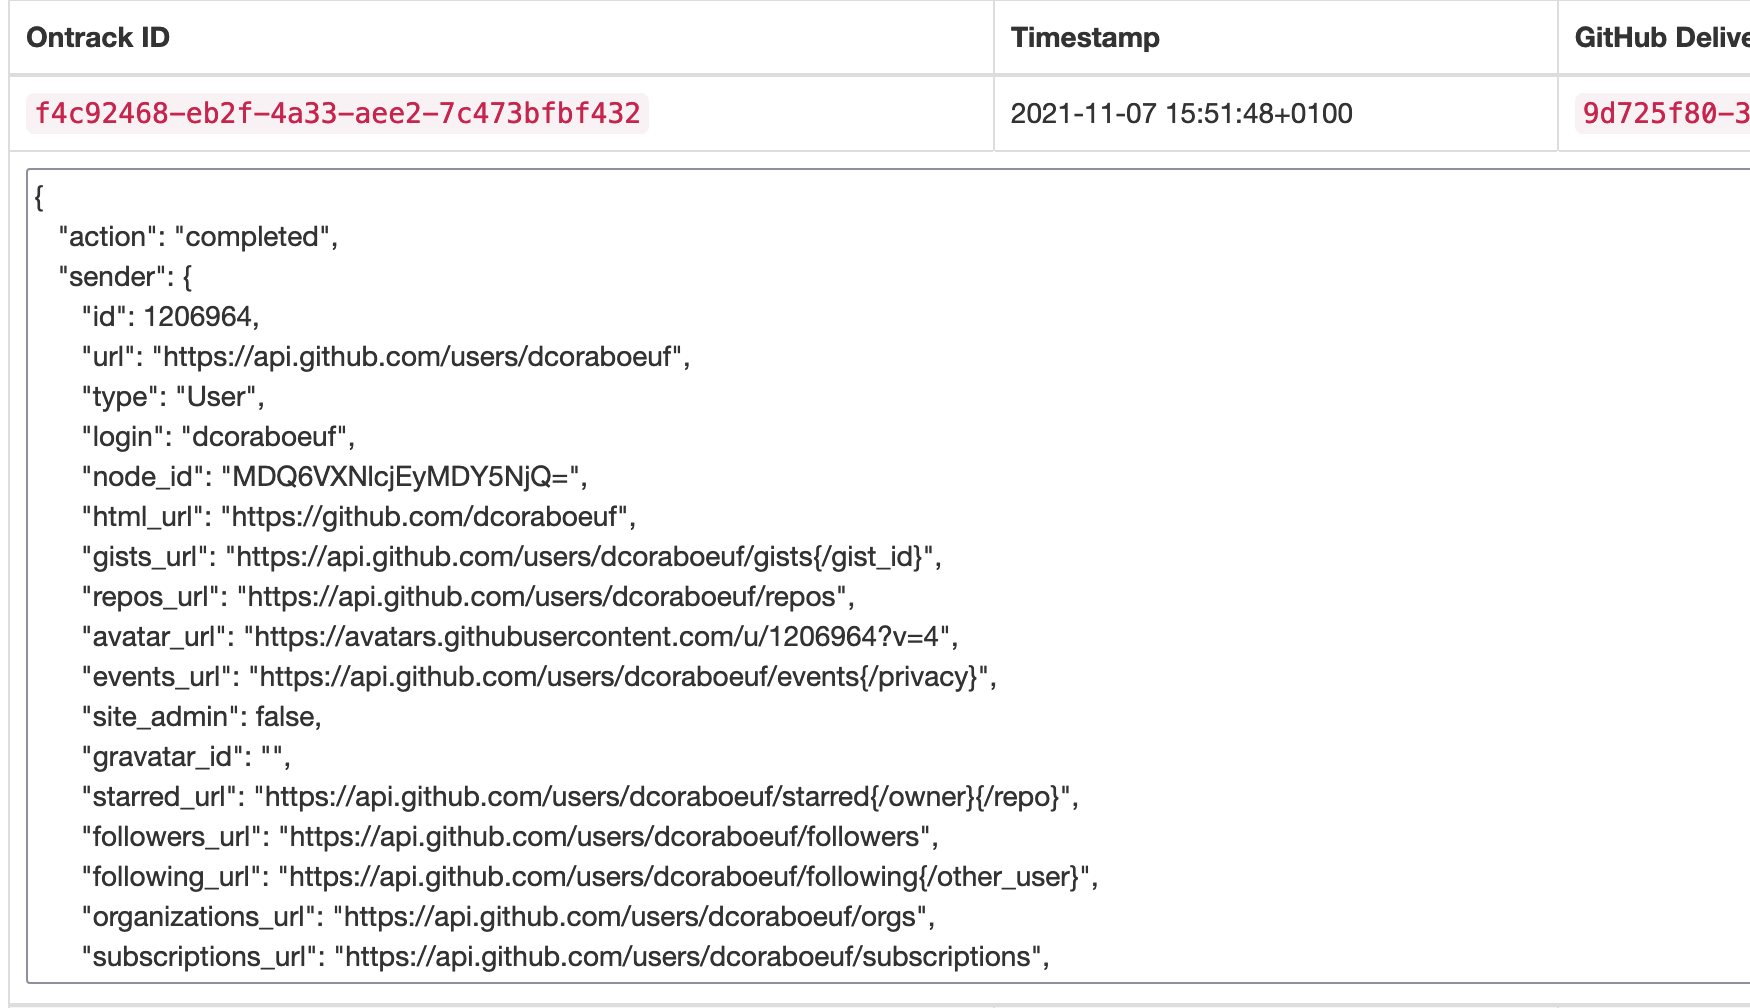 Ontrack ID Timestamp GitHub Delive
f4c92468-eb2f-4a33-aee2-7c473bfbf432 2021-11-07 15:51:48+0100 9d725f80-3
{
"action": "completed",
"sender": {
"id": 1206964,
"url": "https://api.github.com/users/dcoraboeuf",
"type": "User",
"login": "dcoraboeuf",
"node_id": "MDQ6VXNlcjEyMDY5NjQ=",
"html_url": "https://github.com/dcoraboeuf",
"gists_url": "https://api.github.com/users/dcoraboeuf/gists{/gist_id}",
"repos_url": "https://api.github.com/users/dcoraboeuf/repos",
"avatar_url": "https://avatars.githubusercontent.com/u/1206964?v=4",
"events_url": "https://api.github.com/users/dcoraboeuf/events{/privacy}",
"site_admin": false,
"gravatar_id": "",
"starred_url": "https://api.github.com/users/dcoraboeuf/starred{/owner}{/repo}",
"followers_url": "https://api.github.com/users/dcoraboeuf/followers",
"following_url": "https://api.github.com/users/dcoraboeuf/following{/other_user}",
"organizations_url": "https://api.github.com/users/dcoraboeuf/orgs",
"subscriptions_url": "https://api.github.com/users/dcoraboeuf/subscriptions",